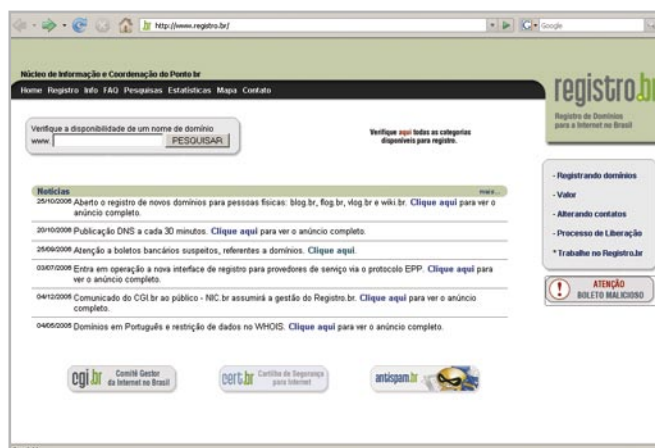 http://www.registro.br/
Google
Núcleo de Informação e Coordenação do Ponto br
Home Registro Info FAQ Pesquisas Estatísticas Mapa Contato
registro.br
Registro de Domínios
para a Internet no Brasil
Verifique a disponibilidade de um nome de domínio
www. PESQUISAR
Verifique aqui todas as categorias
disponíveis para registro.
- Registrando domínios
- Valor
- Alterando contatos
- Processo de Liberação
* Trabalhe no Registro.br
ATENÇÃO
BOLETO MALICIOSO
Notícias mais...
25/10/2006 Aberto o registro de novos domínios para pessoas físicas: blog.br, flog.br, vlog.br e wiki.br. Clique aqui para ver o
anúncio completo.
20/10/2006 Publicação DNS a cada 30 minutos. Clique aqui para ver o anúncio completo.
25/09/2006 Atenção a boletos bancários suspeitos, referentes a domínios. Clique aqui.
03/07/2006 Entra em operação a nova interface de registro para provedores de serviço via o protocolo EPP. Clique aqui para
ver o anúncio completo.
04/12/2005 Comunicado do CGI.br ao público - NIC.br assumirá a gestão do Registro.br. Clique aqui para ver o anúncio
completo.
04/05/2005 Domínios em Português e restrição de dados no WHOIS. Clique aqui para ver o anúncio completo.
cgi.br Comitê Gestor
da Internet no Brasil
cert.br Cartilha de Segurança
para Internet
antispam.br